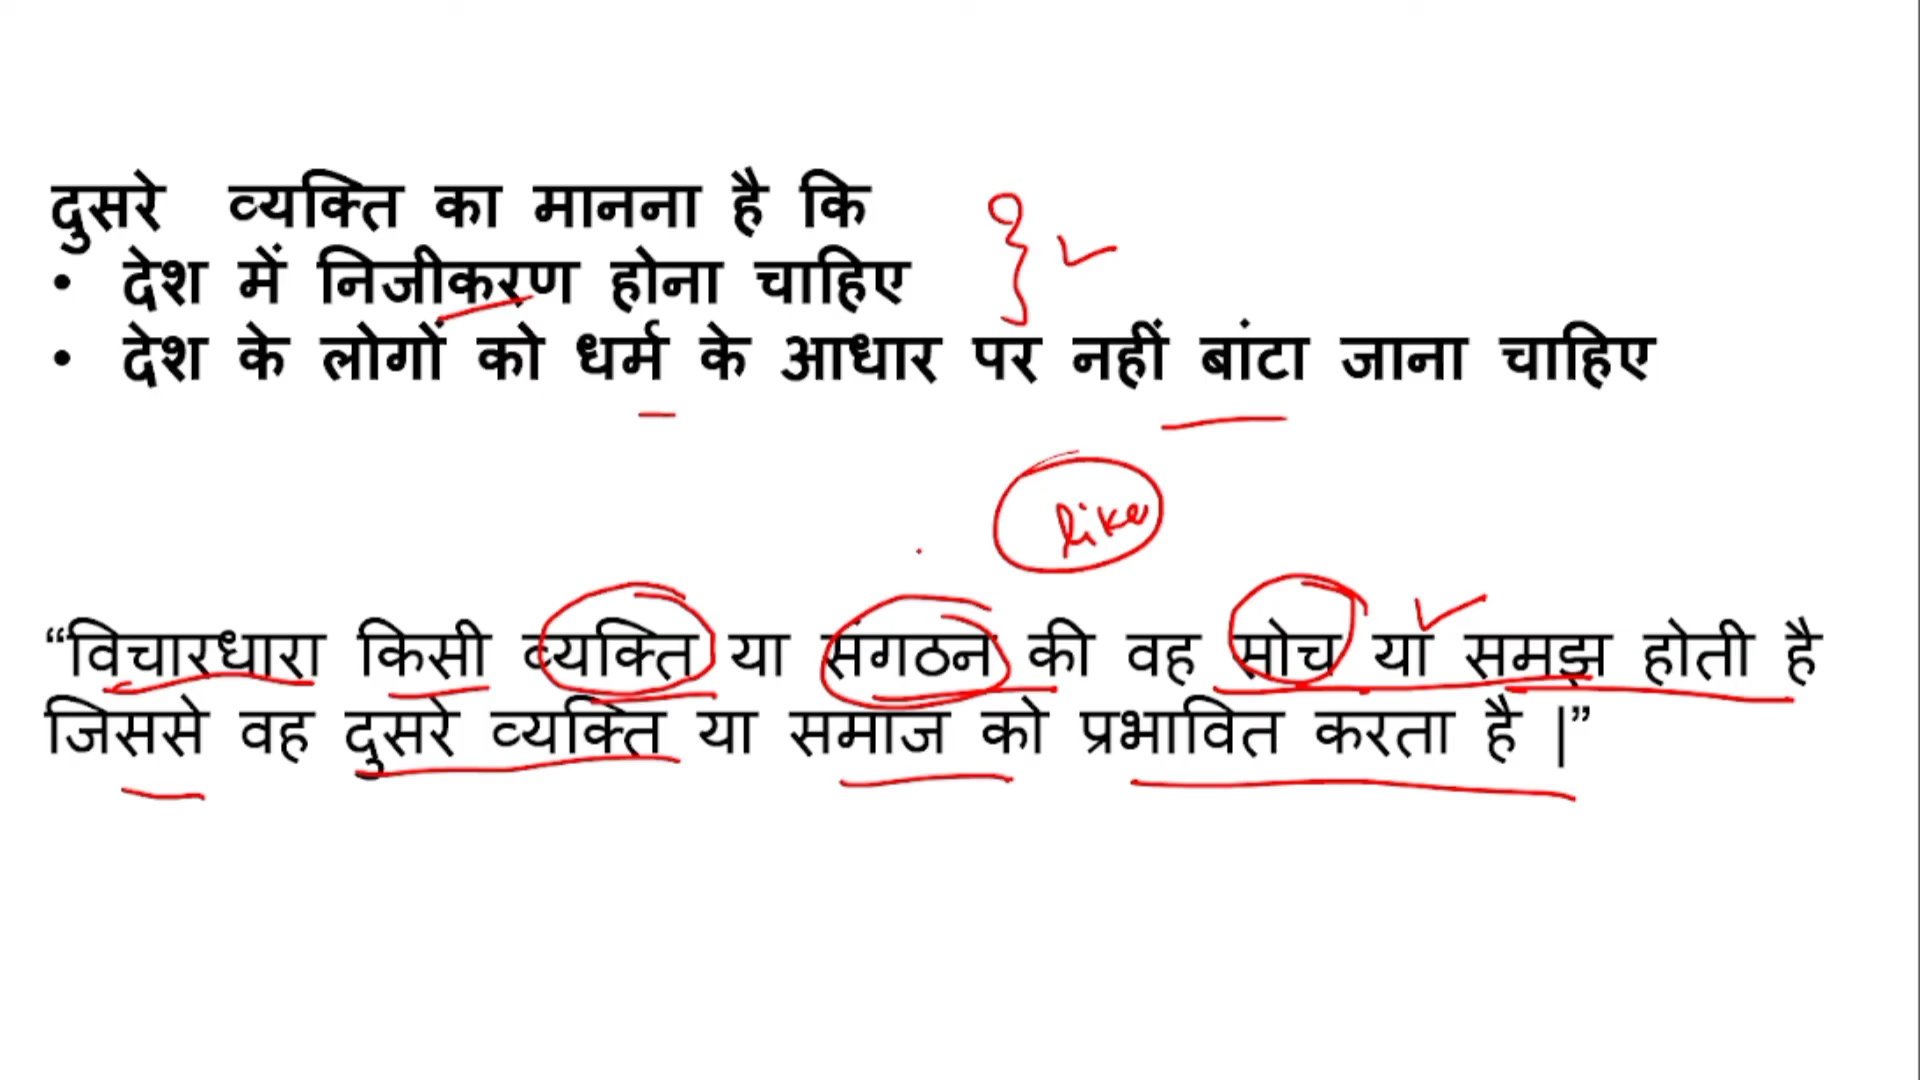 दुसरे व्यक्ति का मानना है कि
• देश में निजीकरण होना चाहिए
• देश के लोगों को धर्म के आधार पर नहीं बांटा जाना चाहिए
like
“विचारधारा किसी व्यक्ति या संगठन की वह सोच या समझ होती है
जिससे वह दुसरे व्यक्ति या समाज को प्रभावित करता है |”